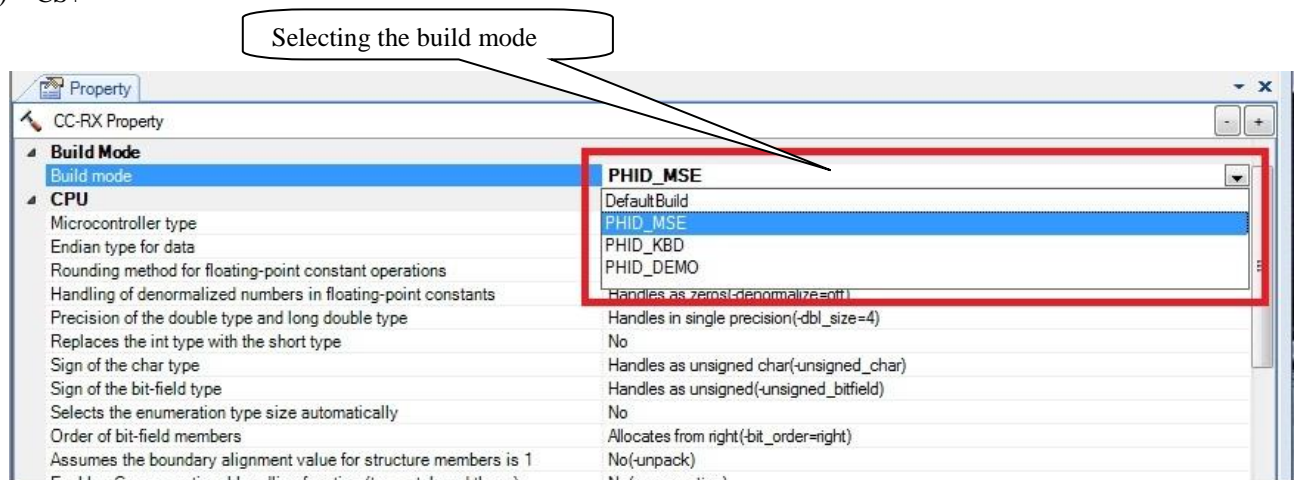 Selecting the build mode
Property
CC-RX Property
Build Mode
Build mode PHID_MSE
DefaultBuild
PHID_MSE
PHID_KBD
PHID_DEMO
CPU
Microcontroller type
Endian type for data
Rounding method for floating-point constant operations
Handling of denormalized numbers in floating-point constants Handles as zeros(-denormalize=off)
Precision of the double type and long double type Handles in single precision(-dbl_size=4)
Replaces the int type with the short type No
Sign of the char type Handles as unsigned char(-unsigned_char)
Sign of the bit-field type Handles as unsigned(-unsigned_bitfield)
Selects the enumeration type size automatically No
Order of bit-field members Allocates from right(-bit_order=right)
Assumes the boundary alignment value for structure members is 1 No(-unpack)